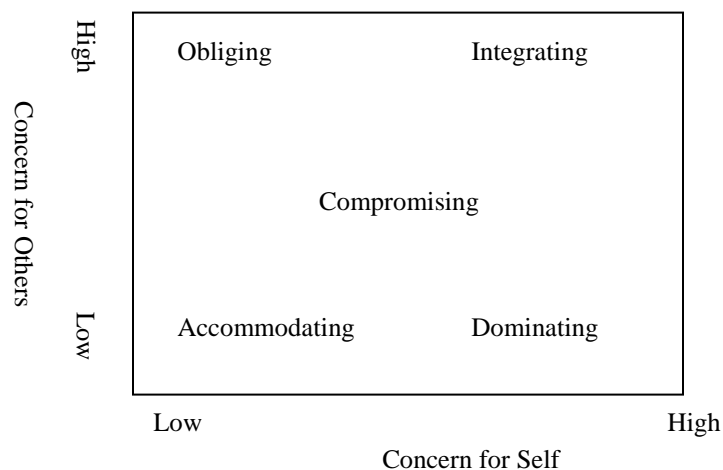 High
Obliging Integrating
Concern for Others
Compromising
Low
Accommodating Dominating
Low High
Concern for Self